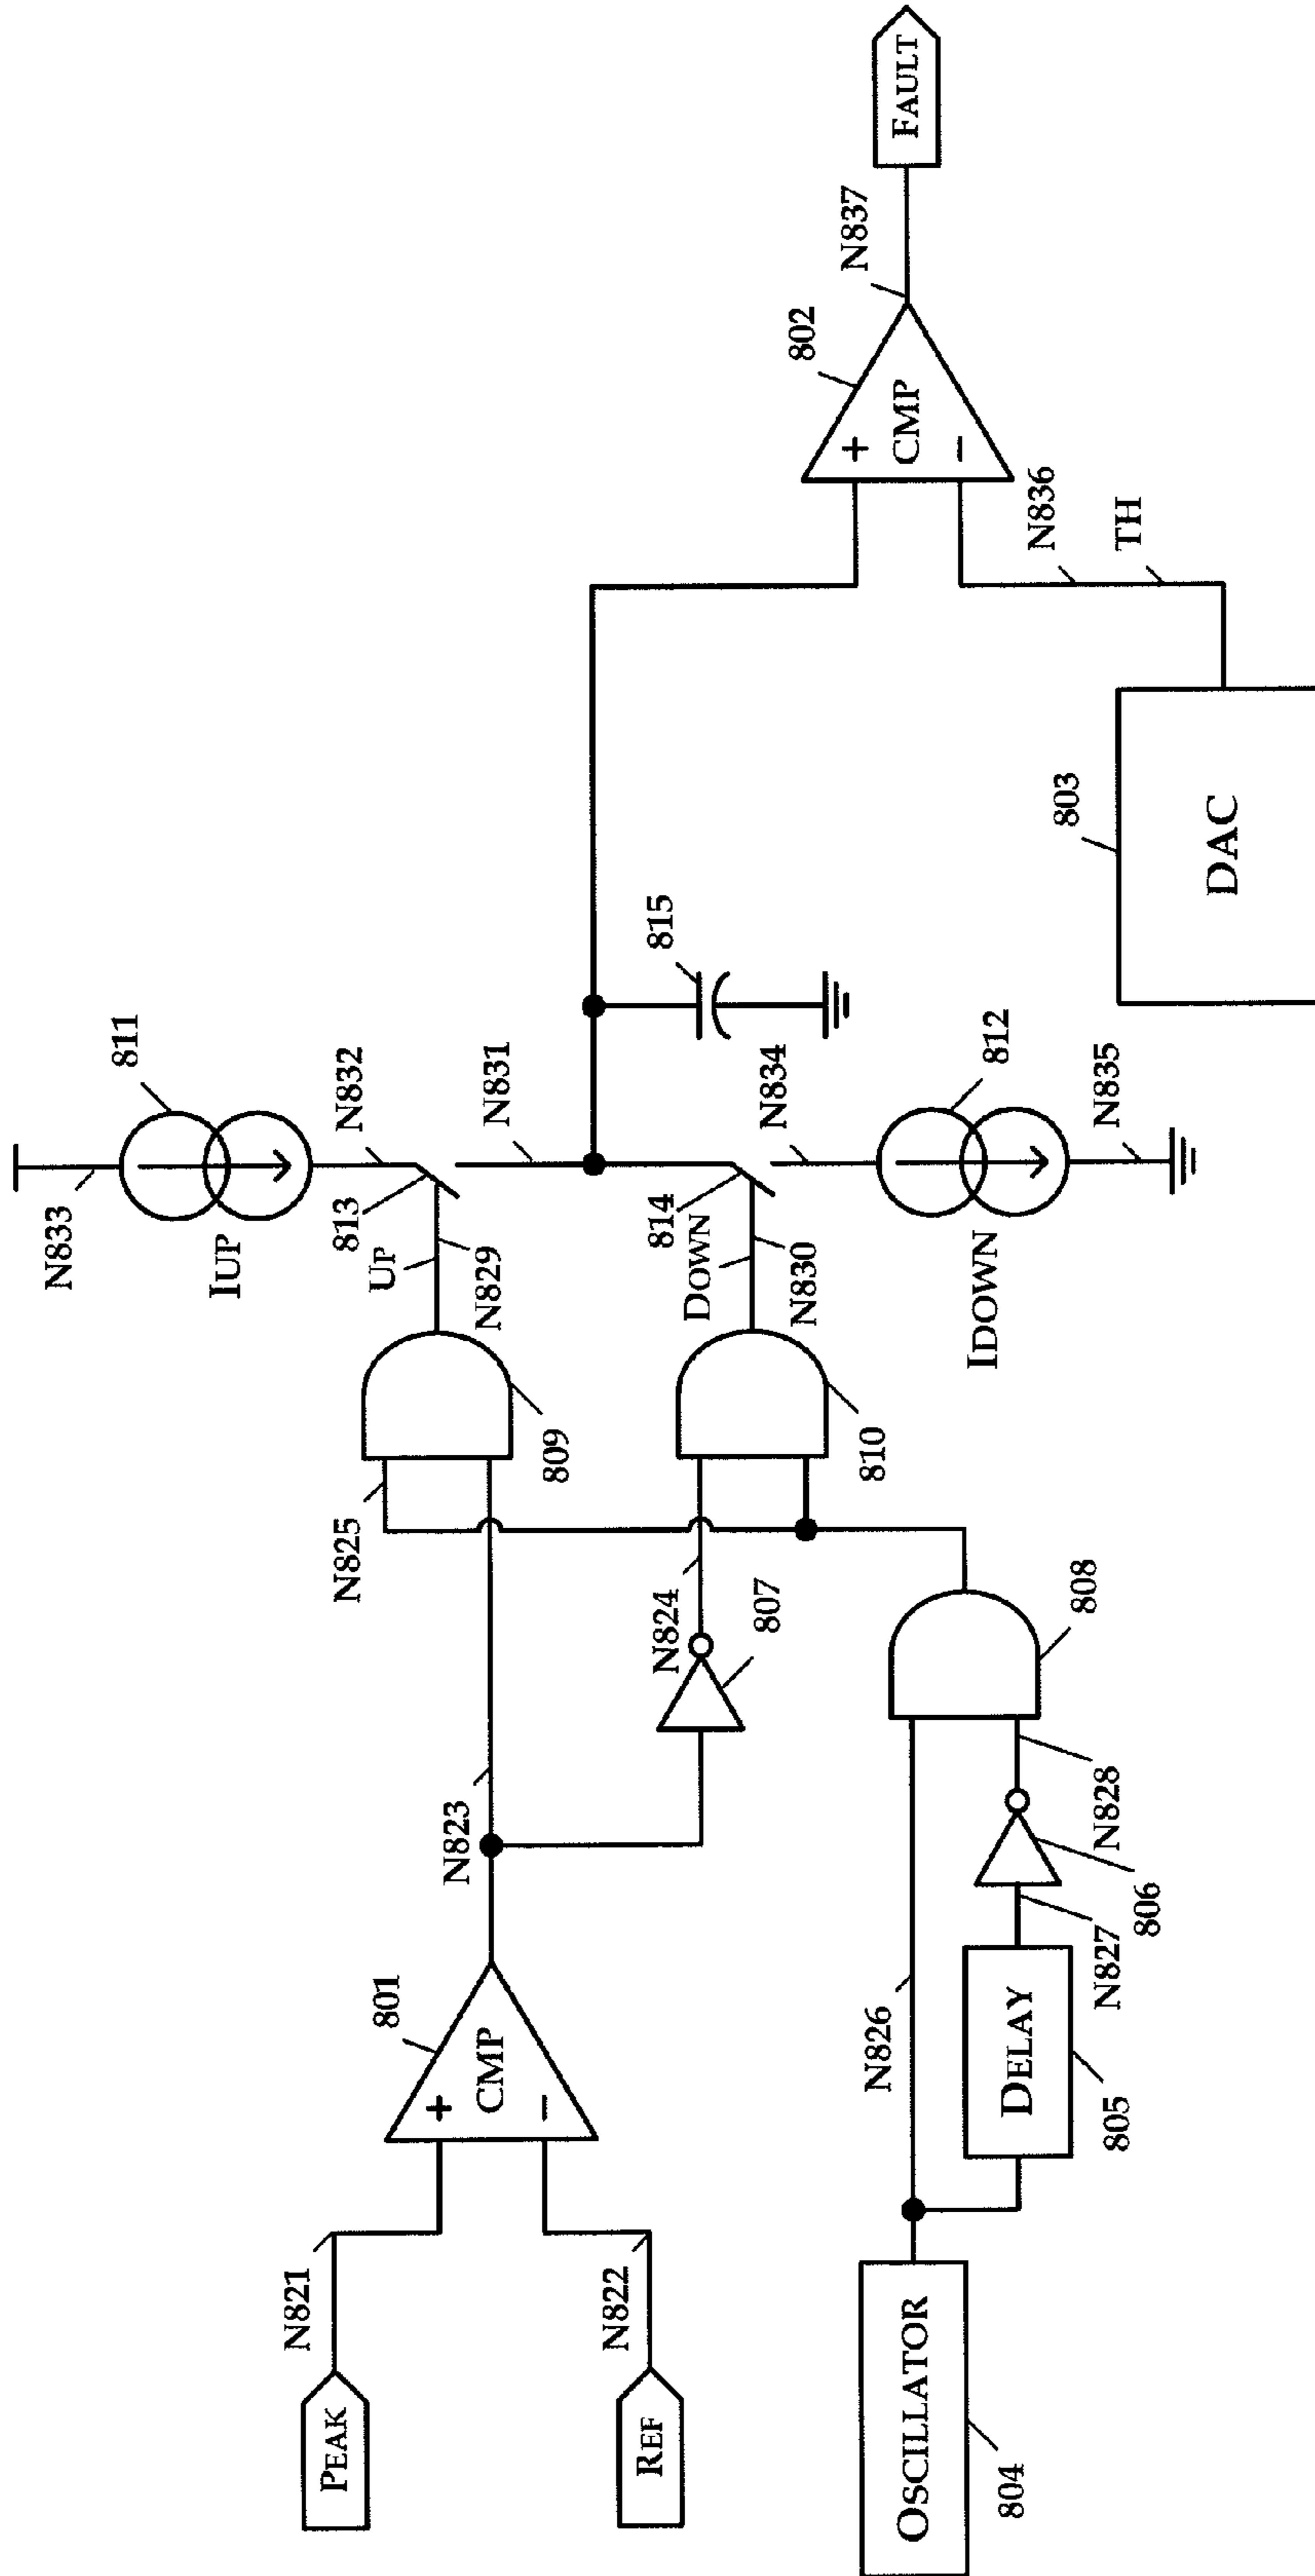 PEAK
N821
REF
N822
801
CMP
+
−
N823
N824
807
OSCILLATOR
804
N826
DELAY
805
N827
806
N828
808
N825
809
810
UP
N829
DOWN
N830
N833
811
IUP
N832
813
N831
814
N834
812
IDOWN
N835
815
803
DAC
N836
TH
802
CMP
+
−
N837
FAULT